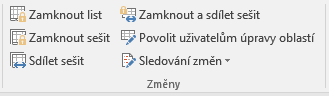 Zamknout list
Zamknout a sdílet sešit
Zamknout sešit
Povolit uživatelům úpravy oblastí
Sdílet sešit
Sledování změn
Změny